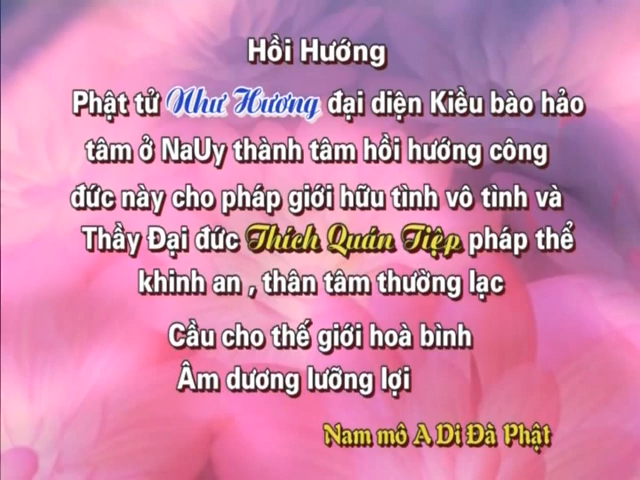 Hồi Hướng
Phật tử Như Hương đại diện Kiều bào hảo
tâm ở NaUy thành tâm hồi hướng công
đức này cho pháp giới hữu tình vô tình và
Thầy Đại đức Thích Quán Tiệp pháp thể
khinh an , thân tâm thường lạc
Cầu cho thế giới hoà bình
Âm dương lưỡng lợi
Nam mô A Di Đà Phật